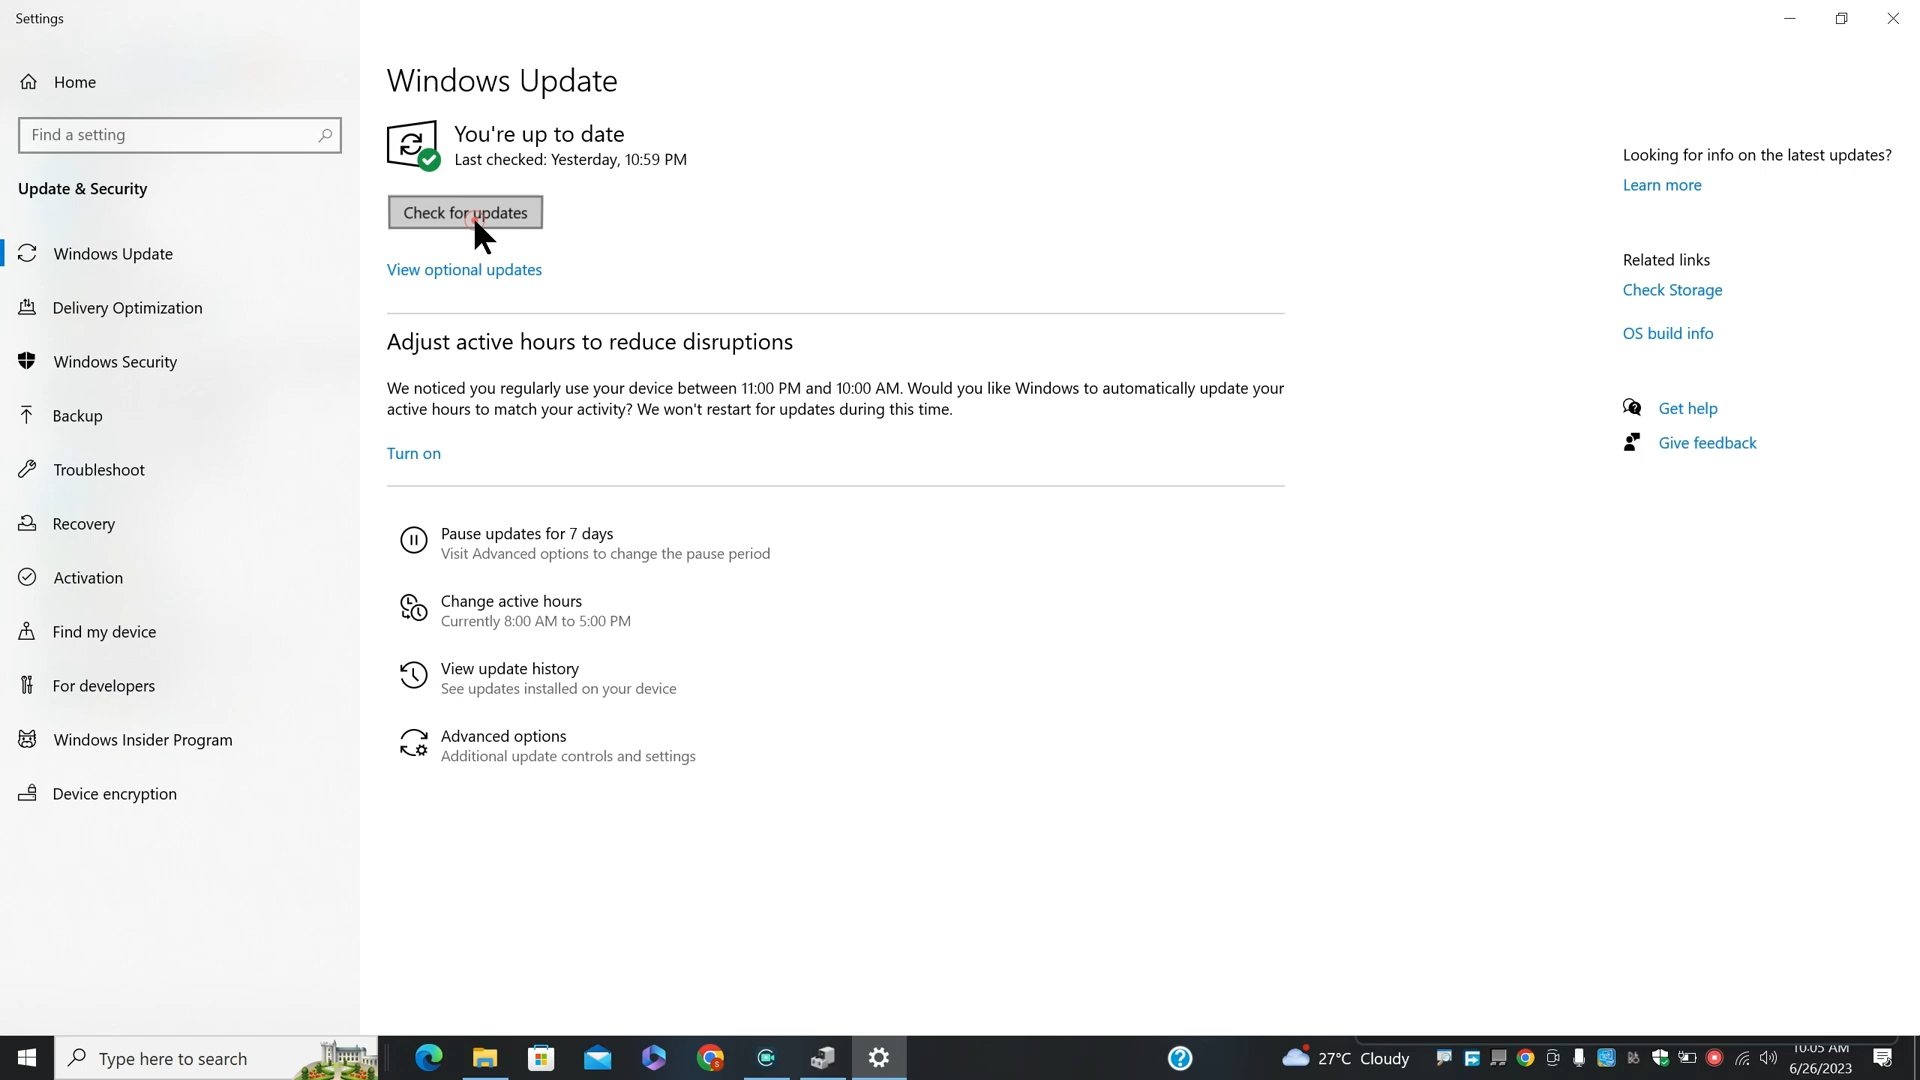 Settings
Home
Find a setting
Update & Security
Windows Update
Delivery Optimization
Windows Security
Backup
Troubleshoot
Recovery
Activation
Find my device
For developers
Windows Insider Program
Device encryption
Windows Update
You're up to date
Last checked: Yesterday, 10:59 PM
Check for updates
View optional updates
Adjust active hours to reduce disruptions
We noticed you regularly use your device between 11:00 PM and 10:00 AM. Would you like Windows to automatically update your
active hours to match your activity? We won't restart for updates during this time.
Turn on
Pause updates for 7 days
Visit Advanced options to change the pause period
Change active hours
Currently 8:00 AM to 5:00 PM
View update history
See updates installed on your device
Advanced options
Additional update controls and settings
Looking for info on the latest updates?
Learn more
Related links
Check Storage
OS build info
Get help
Give feedback
Type here to search
27°C Cloudy
10:05 AM
6/26/2023